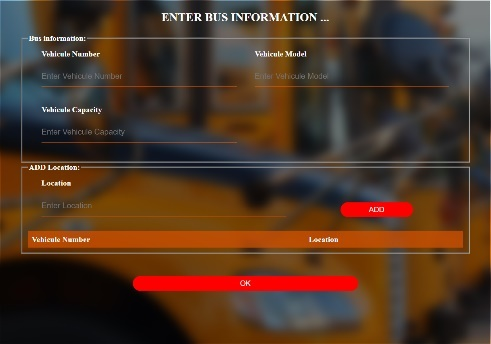 ENTER BUS INFORMATION ...
Bus information:
Vehicule Number Vehicule Model
Enter Vehicule Number Enter Vehicule Model
Vehicule Capacity
Enter Vehicule Capacity
ADD Location:
Location
Enter Location ADD
Vehicule Number Location
OK